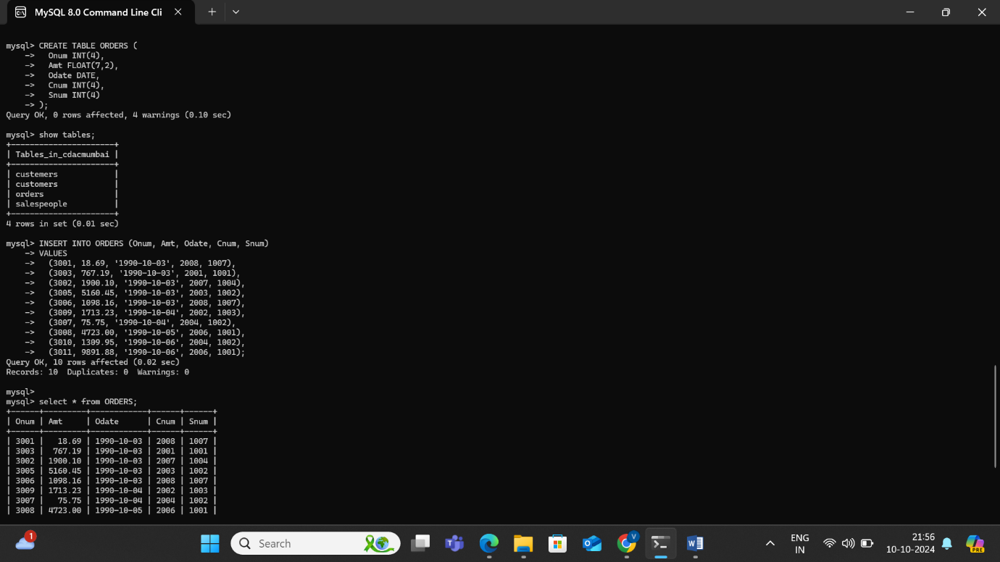 MySQL 8.0 Command Line Cli
mysql> CREATE TABLE ORDERS (
    ->   Onum INT(4),
    ->   Amt FLOAT(7,2),
    ->   Odate DATE,
    ->   Cnum INT(4),
    ->   Snum INT(4)
    -> );
Query OK, 0 rows affected, 4 warnings (0.10 sec)
mysql> show tables;
+----------------------+
| Tables_in_cdacmumbai |
+----------------------+
| custemers            |
| customers            |
| orders               |
| salespeople          |
+----------------------+
4 rows in set (0.01 sec)
mysql> INSERT INTO ORDERS (Onum, Amt, Odate, Cnum, Snum)
    -> VALUES
    ->   (3001, 18.69, '1990-10-03', 2008, 1007),
    ->   (3003, 767.19, '1990-10-03', 2001, 1001),
    ->   (3002, 1900.10, '1990-10-03', 2007, 1004),
    ->   (3005, 5160.45, '1990-10-03', 2003, 1002),
    ->   (3006, 1098.16, '1990-10-03', 2008, 1007),
    ->   (3009, 1713.23, '1990-10-04', 2002, 1003),
    ->   (3007, 75.75, '1990-10-04', 2004, 1002),
    ->   (3008, 4723.00, '1990-10-05', 2006, 1001),
    ->   (3010, 1309.95, '1990-10-06', 2004, 1002),
    ->   (3011, 9891.88, '1990-10-06', 2006, 1001);
Query OK, 10 rows affected (0.02 sec)
Records: 10  Duplicates: 0  Warnings: 0
mysql>
mysql> select * from ORDERS;
+------+---------+------------+------+------+
| Onum | Amt     | Odate      | Cnum | Snum |
+------+---------+------------+------+------+
| 3001 |   18.69 | 1990-10-03 | 2008 | 1007 |
| 3003 |  767.19 | 1990-10-03 | 2001 | 1001 |
| 3002 | 1900.10 | 1990-10-03 | 2007 | 1004 |
| 3005 | 5160.45 | 1990-10-03 | 2003 | 1002 |
| 3006 | 1098.16 | 1990-10-03 | 2008 | 1007 |
| 3009 | 1713.23 | 1990-10-04 | 2002 | 1003 |
| 3007 |   75.75 | 1990-10-04 | 2004 | 1002 |
| 3008 | 4723.00 | 1990-10-05 | 2006 | 1001 |
1
Search
V
ENG
IN
21:56
10-10-2024
PRE